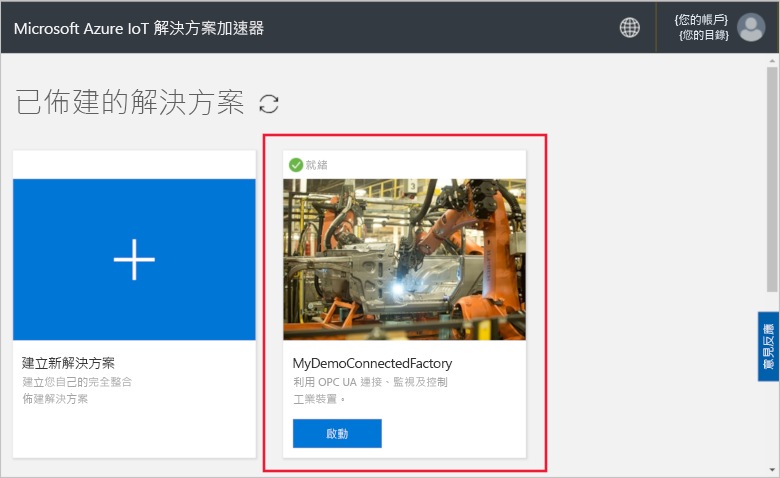 Microsoft Azure IoT 解決方案加速器
{您的帳戶}
{您的目錄}
已佈建的解決方案
就緒
建立新解決方案
建立您自己的完全整合
佈建解決方案
MyDemoConnectedFactory
利用 OPC UA 連接、監視及控制
工業裝置。
啟動
意見反應